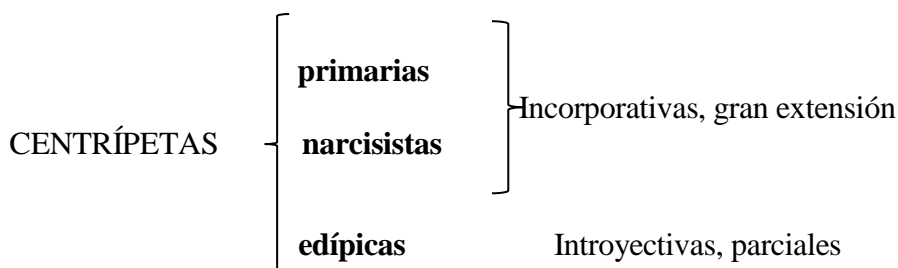 primarias
Incorporativas, gran extensión
CENTRÍPETAS narcisistas
edípicas Introyectivas, parciales